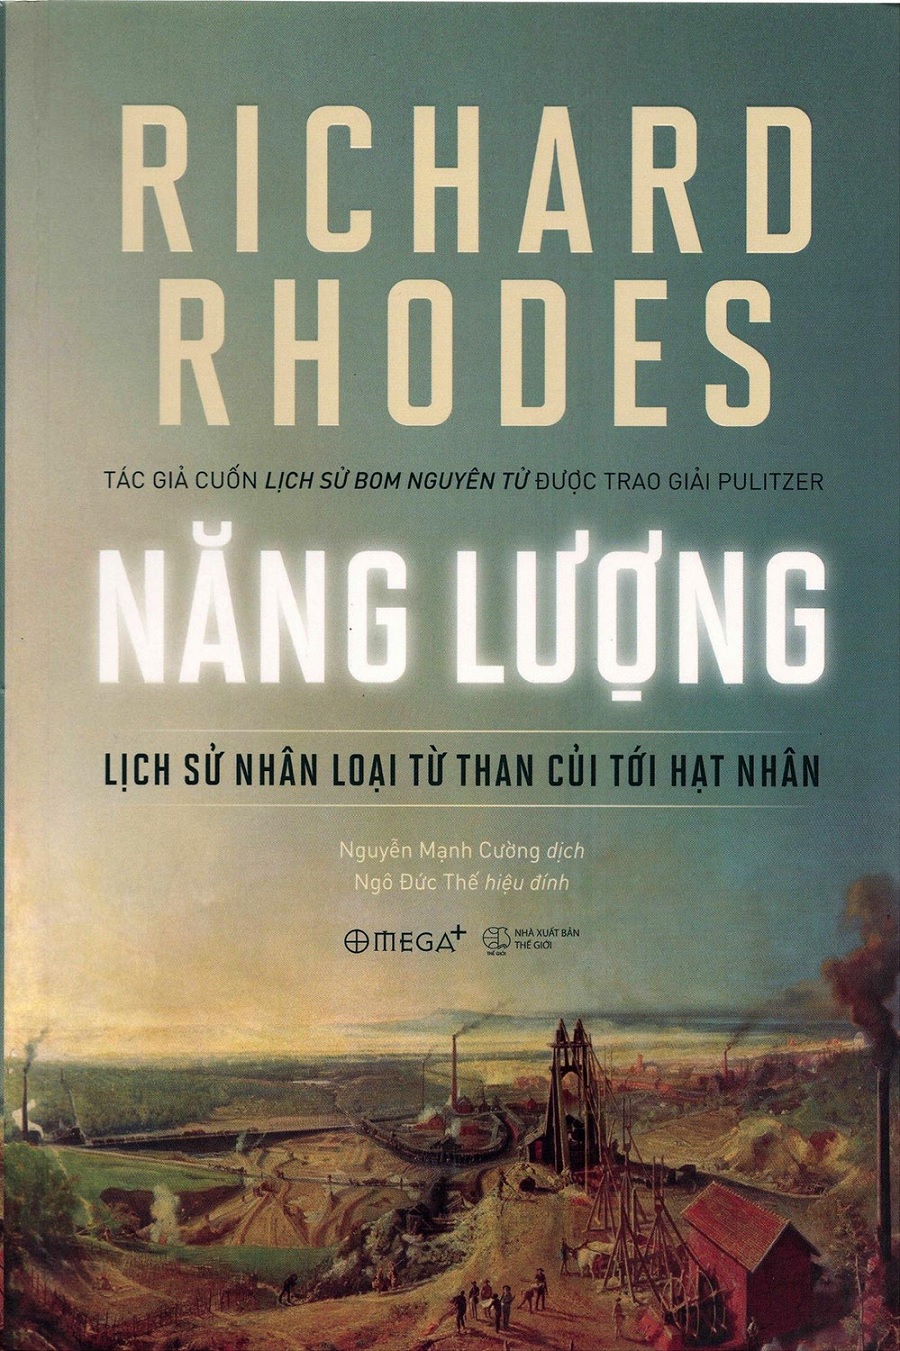 RICHARD
RHODES
TÁC GIẢ CUỐN LỊCH SỬ BOM NGUYÊN TỬ ĐƯỢC TRAO GIẢI PULITZER
NĂNG LƯỢNG
LỊCH SỬ NHÂN LOẠI TỪ THAN CỦI TỚI HẠT NHÂN
Nguyễn Mạnh Cường dịch
Ngô Đức Thế hiệu đính
OMEGA+
NHÀ XUẤT BẢN
THẾ GIỚI
THẾ GIỚI